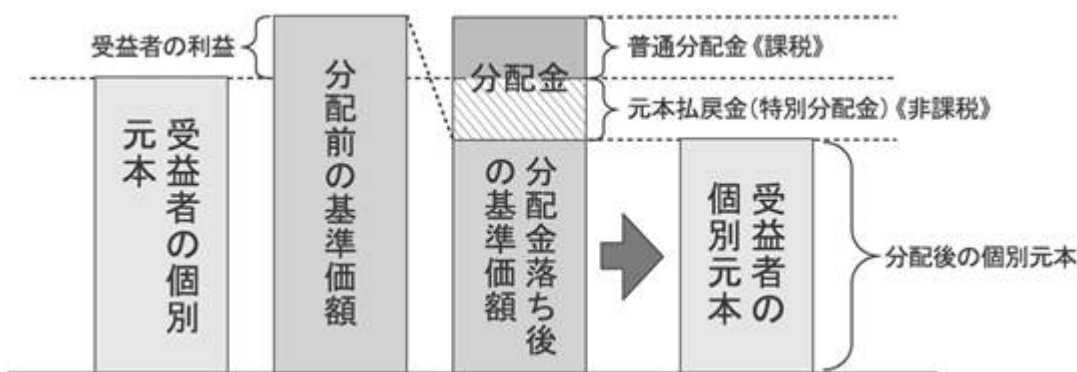 受益者の利益
受益者の個別
元本
分配前の基準価額
分配金
分配金落ち後
の基準価額
普通分配金《課税》
元本払戻金(特別分配金)《非課税》
受益者の
個別元本
分配後の個別元本